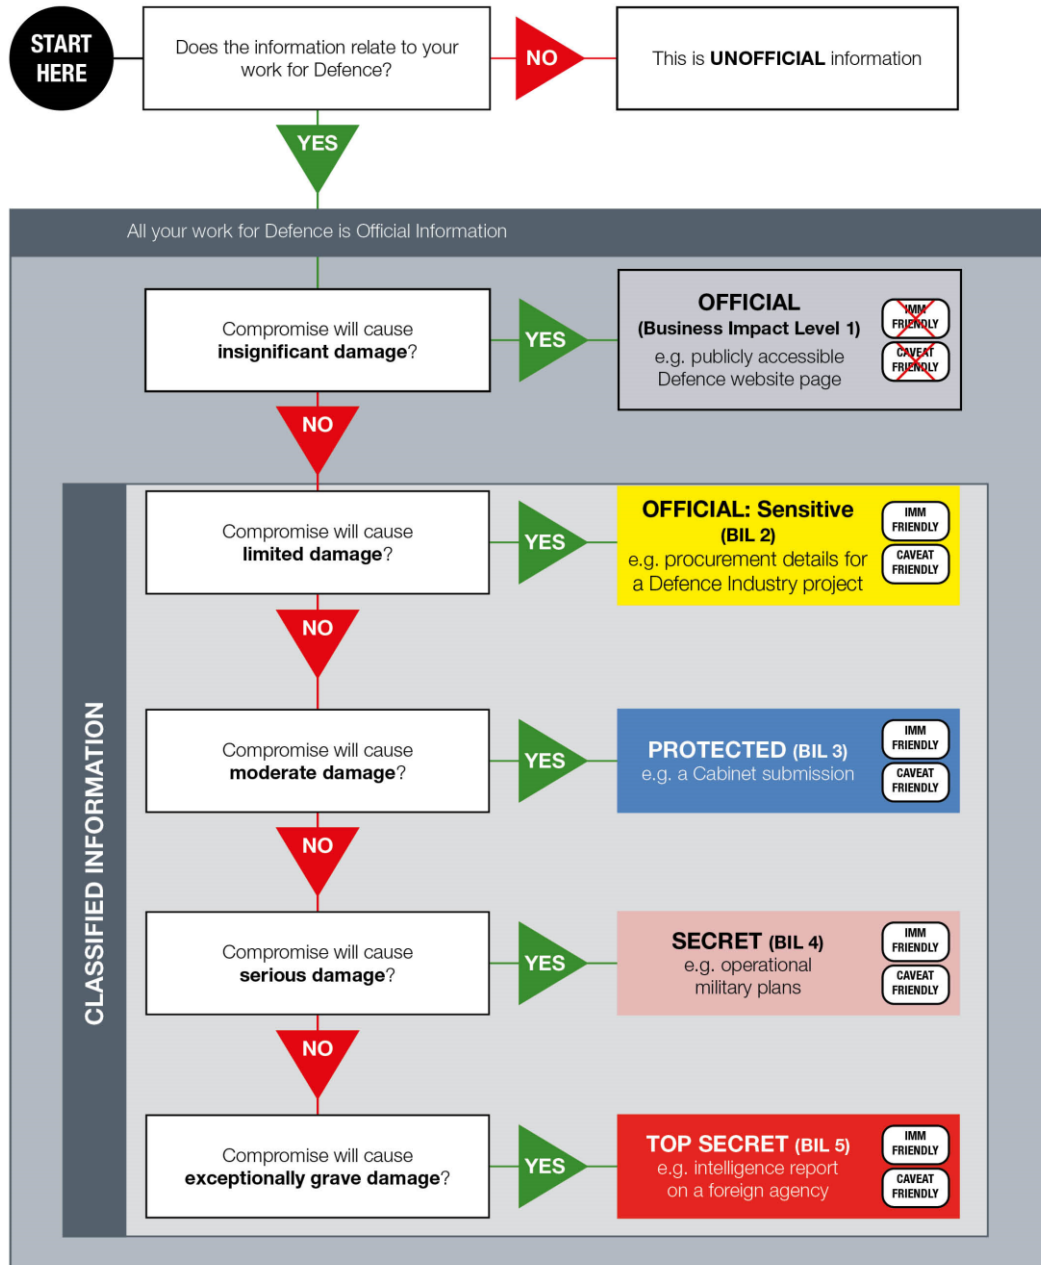 START
HERE
Does the information relate to your
work for Defence?
NO
This is UNOFFICIAL information
YES
All your work for Defence is Official Information
Compromise will cause
insignificant damage?
YES
OFFICIAL
(Business Impact Level 1)
e.g. publicly accessible
Defence website page
IMM
FRIENDLY
CAVEAT
FRIENDLY
NO
CLASSIFIED INFORMATION
Compromise will cause
limited damage?
YES
OFFICIAL: Sensitive
(BIL 2)
e.g. procurement details for
a Defence Industry project
IMM
FRIENDLY
CAVEAT
FRIENDLY
NO
Compromise will cause
moderate damage?
YES
PROTECTED (BIL 3)
e.g. a Cabinet submission
IMM
FRIENDLY
CAVEAT
FRIENDLY
NO
Compromise will cause
serious damage?
YES
SECRET (BIL 4)
e.g. operational
military plans
IMM
FRIENDLY
CAVEAT
FRIENDLY
NO
Compromise will cause
exceptionally grave damage?
YES
TOP SECRET (BIL 5)
e.g. intelligence report
on a foreign agency
IMM
FRIENDLY
CAVEAT
FRIENDLY